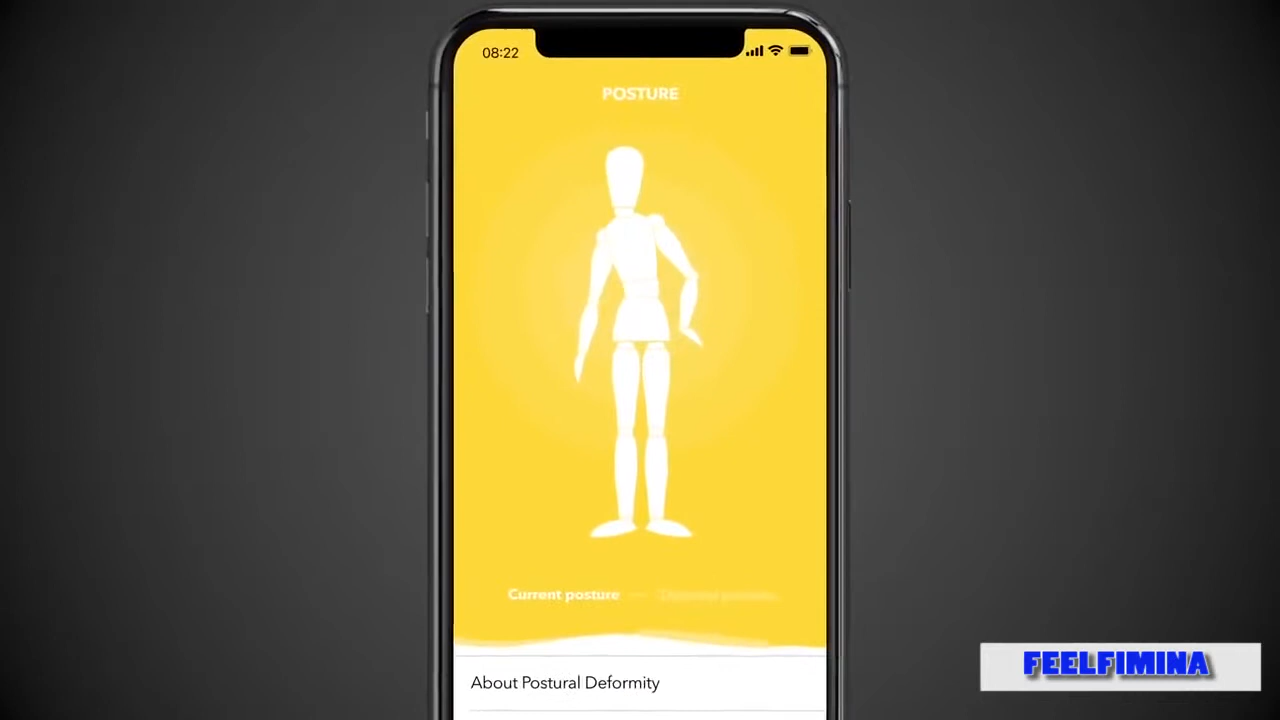 08:22
POSTURE
Current posture
About Postural Deformity
FEELFIMINA